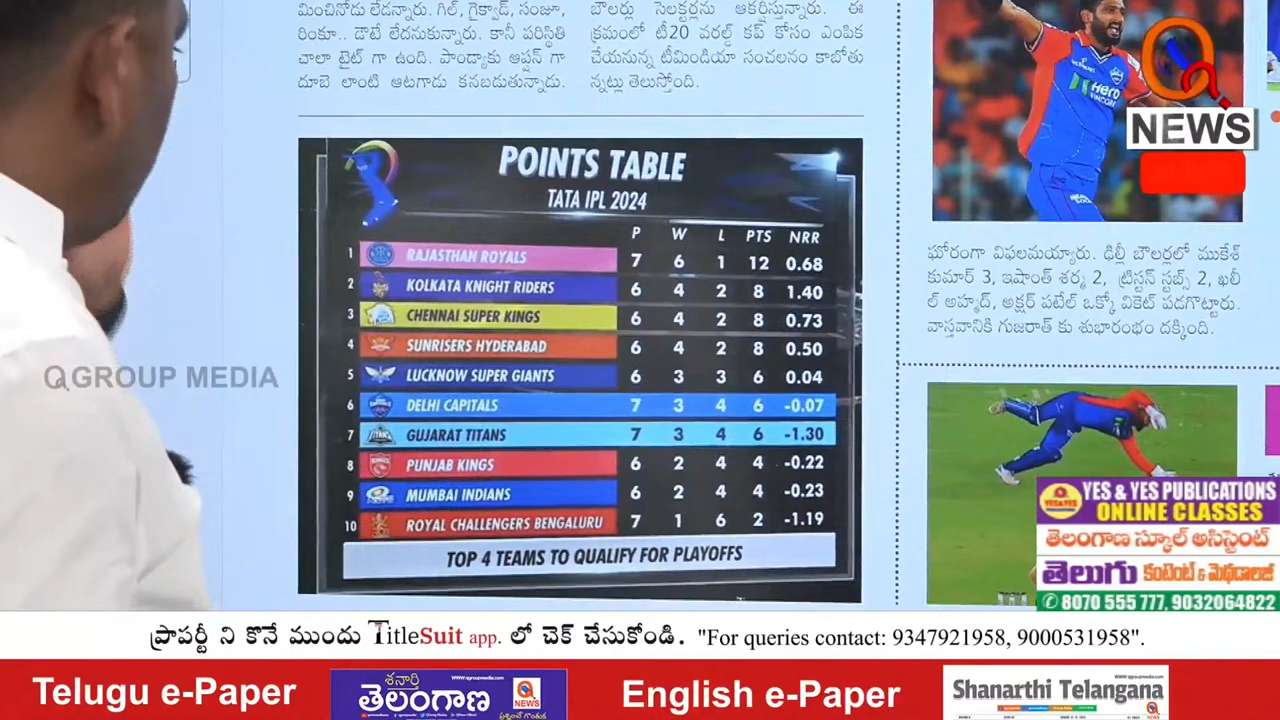 మించినోడు లేడన్నారు. గిల్, గైక్వాడ్, సంజూ,
రింకూ.. డౌటే లేదనుకున్నారు. కానీ పరిస్థితి
చాలా టైట్ గా ఉంది. పాండ్యాకు ఆప్షన్ గా
దూబె లాంటి ఆటగాడు కనబడుతున్నాడు.
బౌలర్లు సెలక్టర్లను ఆకర్షిస్తున్నారు. ఈ
క్రమంలో టీ20 వరల్డ్ కప్ కోసం ఎంపిక
చేయనున్న టీమిండియా సంచలనం కాబోతు
న్నట్లు తెలుస్తోంది.
POINTS TABLE
TATA IPL 2024
P W L PTS NRR
1 RAJASTHAN ROYALS 7 6 1 12 0.68
2 KOLKATA KNIGHT RIDERS 6 4 2 8 1.40
3 CHENNAI SUPER KINGS 6 4 2 8 0.73
4 SUNRISERS HYDERABAD 6 4 2 8 0.50
5 LUCKNOW SUPER GIANTS 6 3 3 6 0.04
6 DELHI CAPITALS 7 3 4 6 -0.07
7 GUJARAT TITANS 7 3 4 6 -1.30
8 PUNJAB KINGS 6 2 4 4 -0.22
9 MUMBAI INDIANS 6 2 4 4 -0.23
10 ROYAL CHALLENGERS BENGALURU 7 1 6 2 -1.19
TOP 4 TEAMS TO QUALIFY FOR PLAYOFFS
Hero
Q
NEWS
ఘోరంగా విఫలమయ్యారు. ఢిల్లీ బౌలర్లలో ముకేశ్
కుమార్ 3, ఇషాంత్ శర్మ 2, ట్రిస్టన్ స్టబ్స్ 2, ఖలీ
ల్ అహ్మద్, అక్షర్ పటేల్ ఒక్కో వికెట్ పడగొట్టారు.
వాస్తవానికి గుజరాత్ కు శుభారంభం దక్కింది.
QGROUP MEDIA
YES & YES PUBLICATIONS
ONLINE CLASSES
తెలంగాణ స్కూల్ అసిస్టెంట్
తెలుగు కంటెంట్ & మెథడాలజీ
8070 555 777, 9032064822
ప్రాపర్టీ ని కొనే ముందు TitleSuit app. లో చెక్ చేసుకోండి. "For queries contact: 9347921958, 9000531958".
Telugu e-Paper
శనార్తి
తెలంగాణ
Q NEWS
English e-Paper
Shanarthi Telangana